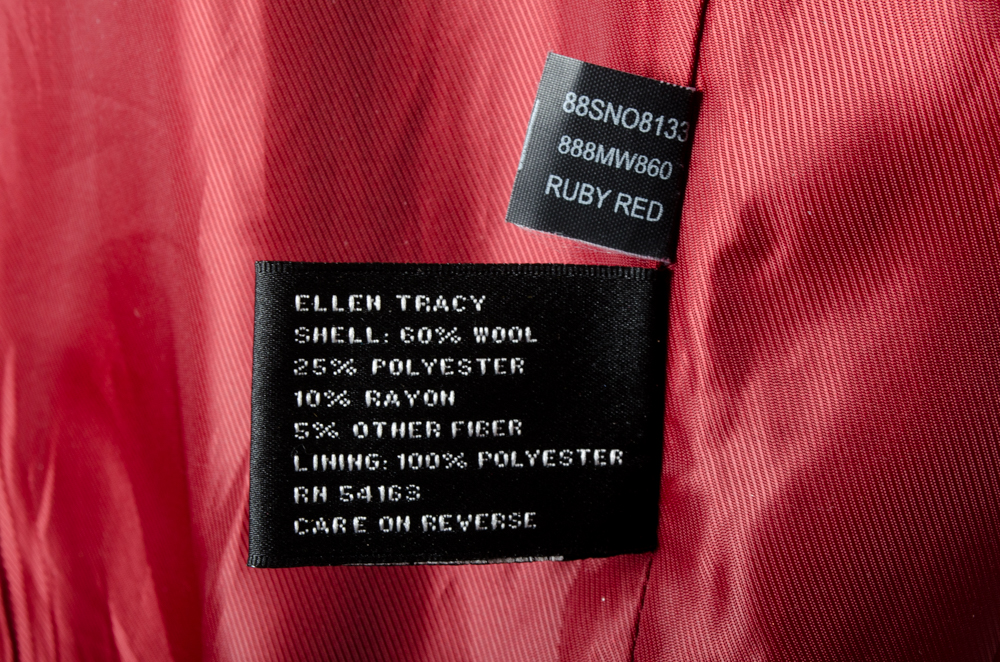 88SNO8133
888MW860
RUBY RED
ELLEN TRACY
SHELL: 60% WOOL
25% POLYESTER
10% RAYON
5% OTHER FIBER
LINING: 100% POLYESTER
RN 54163
CARE ON REVERSE